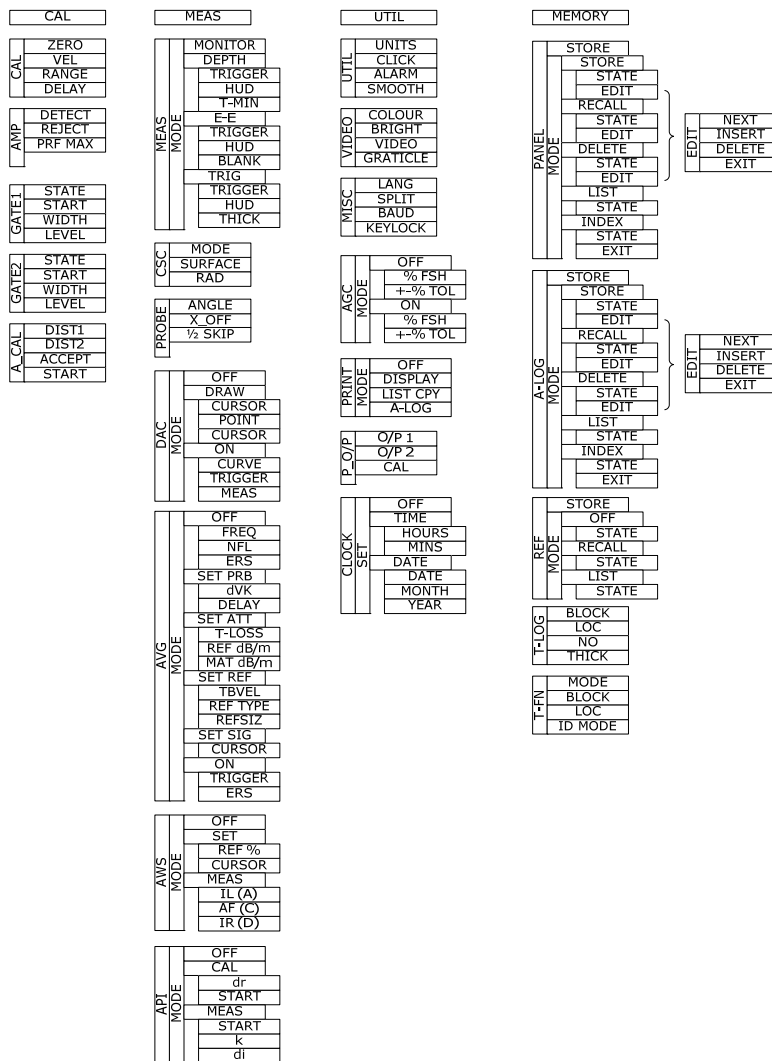 CAL
CAL
ZERO
VEL
RANGE
DELAY
AMP
DETECT
REJECT
PRF MAX
GATE1
STATE
START
WIDTH
LEVEL
GATE2
STATE
START
WIDTH
LEVEL
A_CAL
DIST1
DIST2
ACCEPT
START
MEAS
MEAS
MODE
MONITOR
DEPTH
TRIGGER
HUD
T-MIN
E-E
TRIGGER
HUD
BLANK
TRIG
TRIGGER
HUD
THICK
CSC
MODE
SURFACE
RAD
PROBE
ANGLE
X_OFF
½ SKIP
DAC
MODE
OFF
DRAW
CURSOR
POINT
CURSOR
ON
CURVE
TRIGGER
MEAS
AVG
MODE
OFF
FREQ
NFL
ERS
SET PRB
dVK
DELAY
SET ATT
T-LOSS
REF dB/m
MAT dB/m
SET REF
TBVEL
REF TYPE
REFSIZ
SET SIG
CURSOR
ON
TRIGGER
ERS
AWS
MODE
OFF
SET
REF %
CURSOR
MEAS
IL (A)
AF (C)
IR (D)
API
MODE
OFF
CAL
dr
START
MEAS
START
k
di
UTIL
UTIL
UNITS
CLICK
ALARM
SMOOTH
VIDEO
COLOUR
BRIGHT
VIDEO
GRATICLE
MISC
LANG
SPLIT
BAUD
KEYLOCK
AGC
MODE
OFF
% FSH
+-% TOL
ON
% FSH
+-% TOL
PRINT
MODE
OFF
DISPLAY
LIST CPY
A-LOG
P_O/P
O/P 1
O/P 2
CAL
CLOCK
SET
OFF
TIME
HOURS
MINS
DATE
DATE
MONTH
YEAR
MEMORY
PANEL
MODE
STORE
STORE
STATE
EDIT
RECALL
STATE
EDIT
DELETE
STATE
EDIT
LIST
STATE
INDEX
STATE
EXIT
EDIT
NEXT
INSERT
DELETE
EXIT
A-LOG
MODE
STORE
STORE
STATE
EDIT
RECALL
STATE
EDIT
DELETE
STATE
EDIT
LIST
STATE
INDEX
STATE
EXIT
EDIT
NEXT
INSERT
DELETE
EXIT
REF
MODE
STORE
OFF
STATE
RECALL
STATE
LIST
STATE
T-LOG
BLOCK
LOC
NO
THICK
T-FN
MODE
BLOCK
LOC
ID MODE